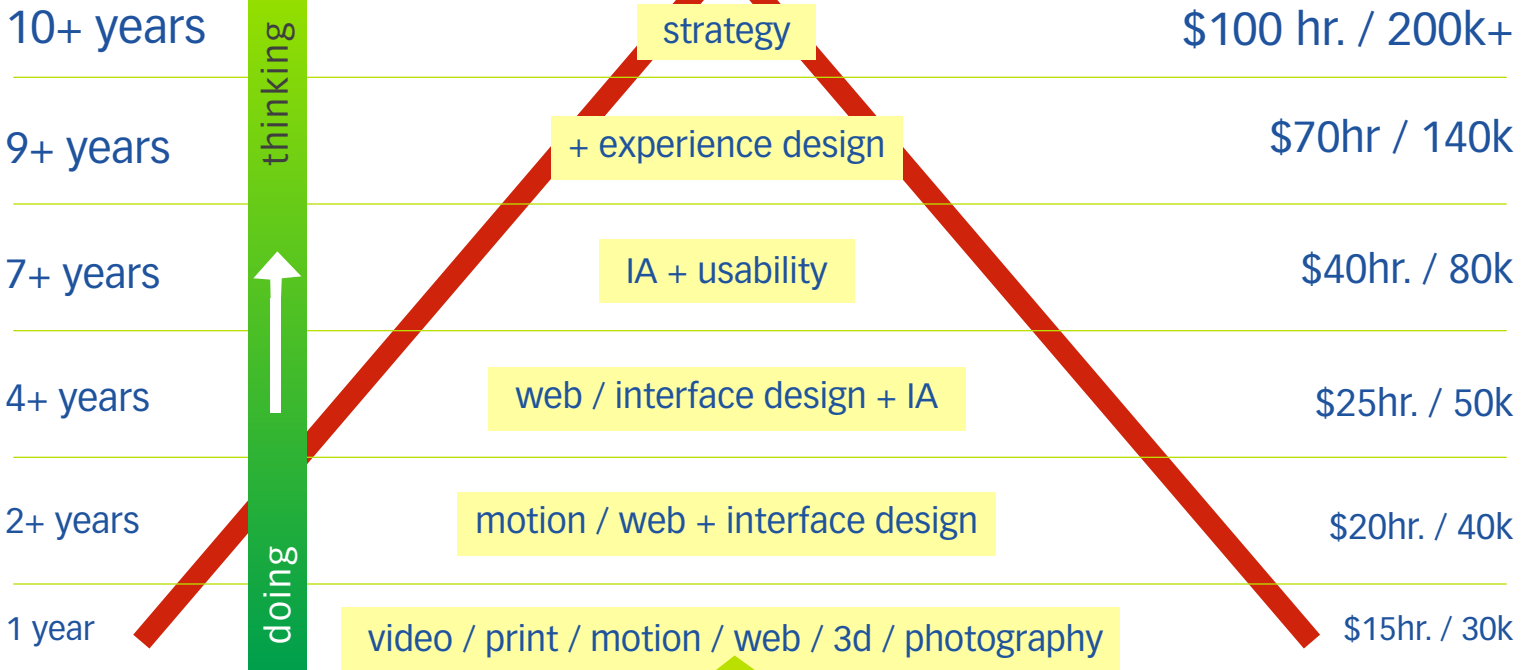 10+ years
thinking
strategy
$100 hr. / 200k+
9+ years
+ experience design
$70hr / 140k
7+ years
IA + usability
$40hr. / 80k
4+ years
web / interface design + IA
$25hr. / 50k
2+ years
motion / web + interface design
$20hr. / 40k
doing
1 year
video / print / motion / web / 3d / photography
$15hr. / 30k